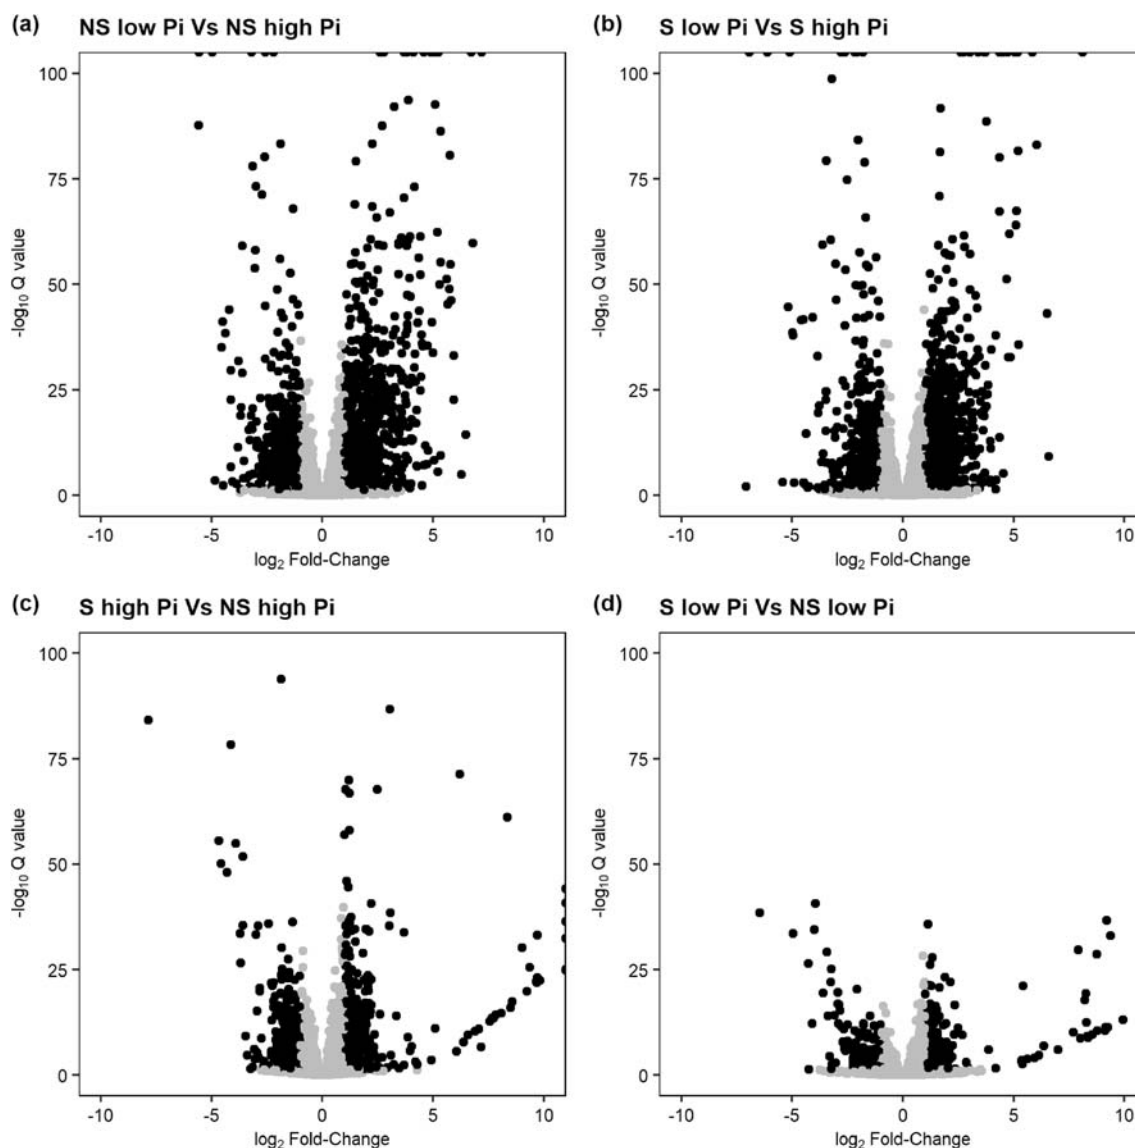 (a) NS low Pi Vs NS high Pi
100
75
50
25
0
-log₁₀ Q value
-10 -5 0 5 10
log₂ Fold-Change
(b) S low Pi Vs S high Pi
100
75
50
25
0
-log₁₀ Q value
-10 -5 0 5 10
log₂ Fold-Change
(c) S high Pi Vs NS high Pi
100
75
50
25
0
-log₁₀ Q value
-10 -5 0 5 10
log₂ Fold-Change
(d) S low Pi Vs NS low Pi
100
75
50
25
0
-log₁₀ Q value
-10 -5 0 5 10
log₂ Fold-Change